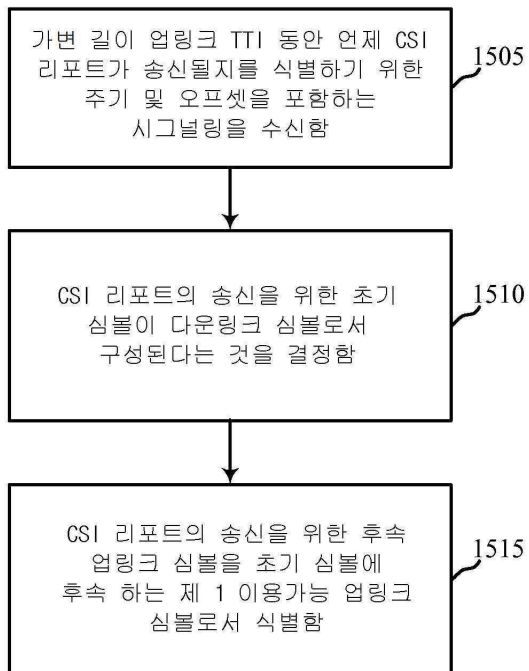 가변 길이 업링크 TTI 동안 언제 CSI
리포트가 송신될지를 식별하기 위한
주기 및 오프셋을 포함하는
시그널링을 수신함
1505
CSI 리포트의 송신을 위한 초기
심볼이 다운링크 심볼로서
구성된다는 것을 결정함
1510
CSI 리포트의 송신을 위한 후속
업링크 심볼을 초기 심볼에
후속 하는 제 1 이용가능 업링크
심볼로서 식별함
1515